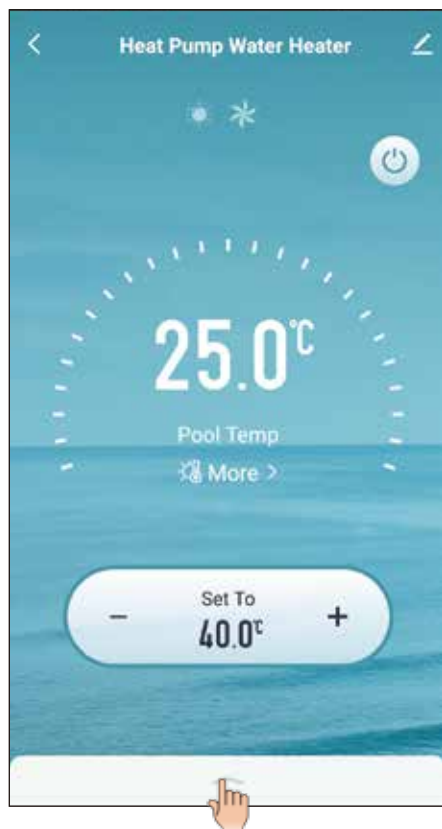 Heat Pump Water Heater
25.0℃
Pool Temp
More >
Set To
− 40.0℃ +